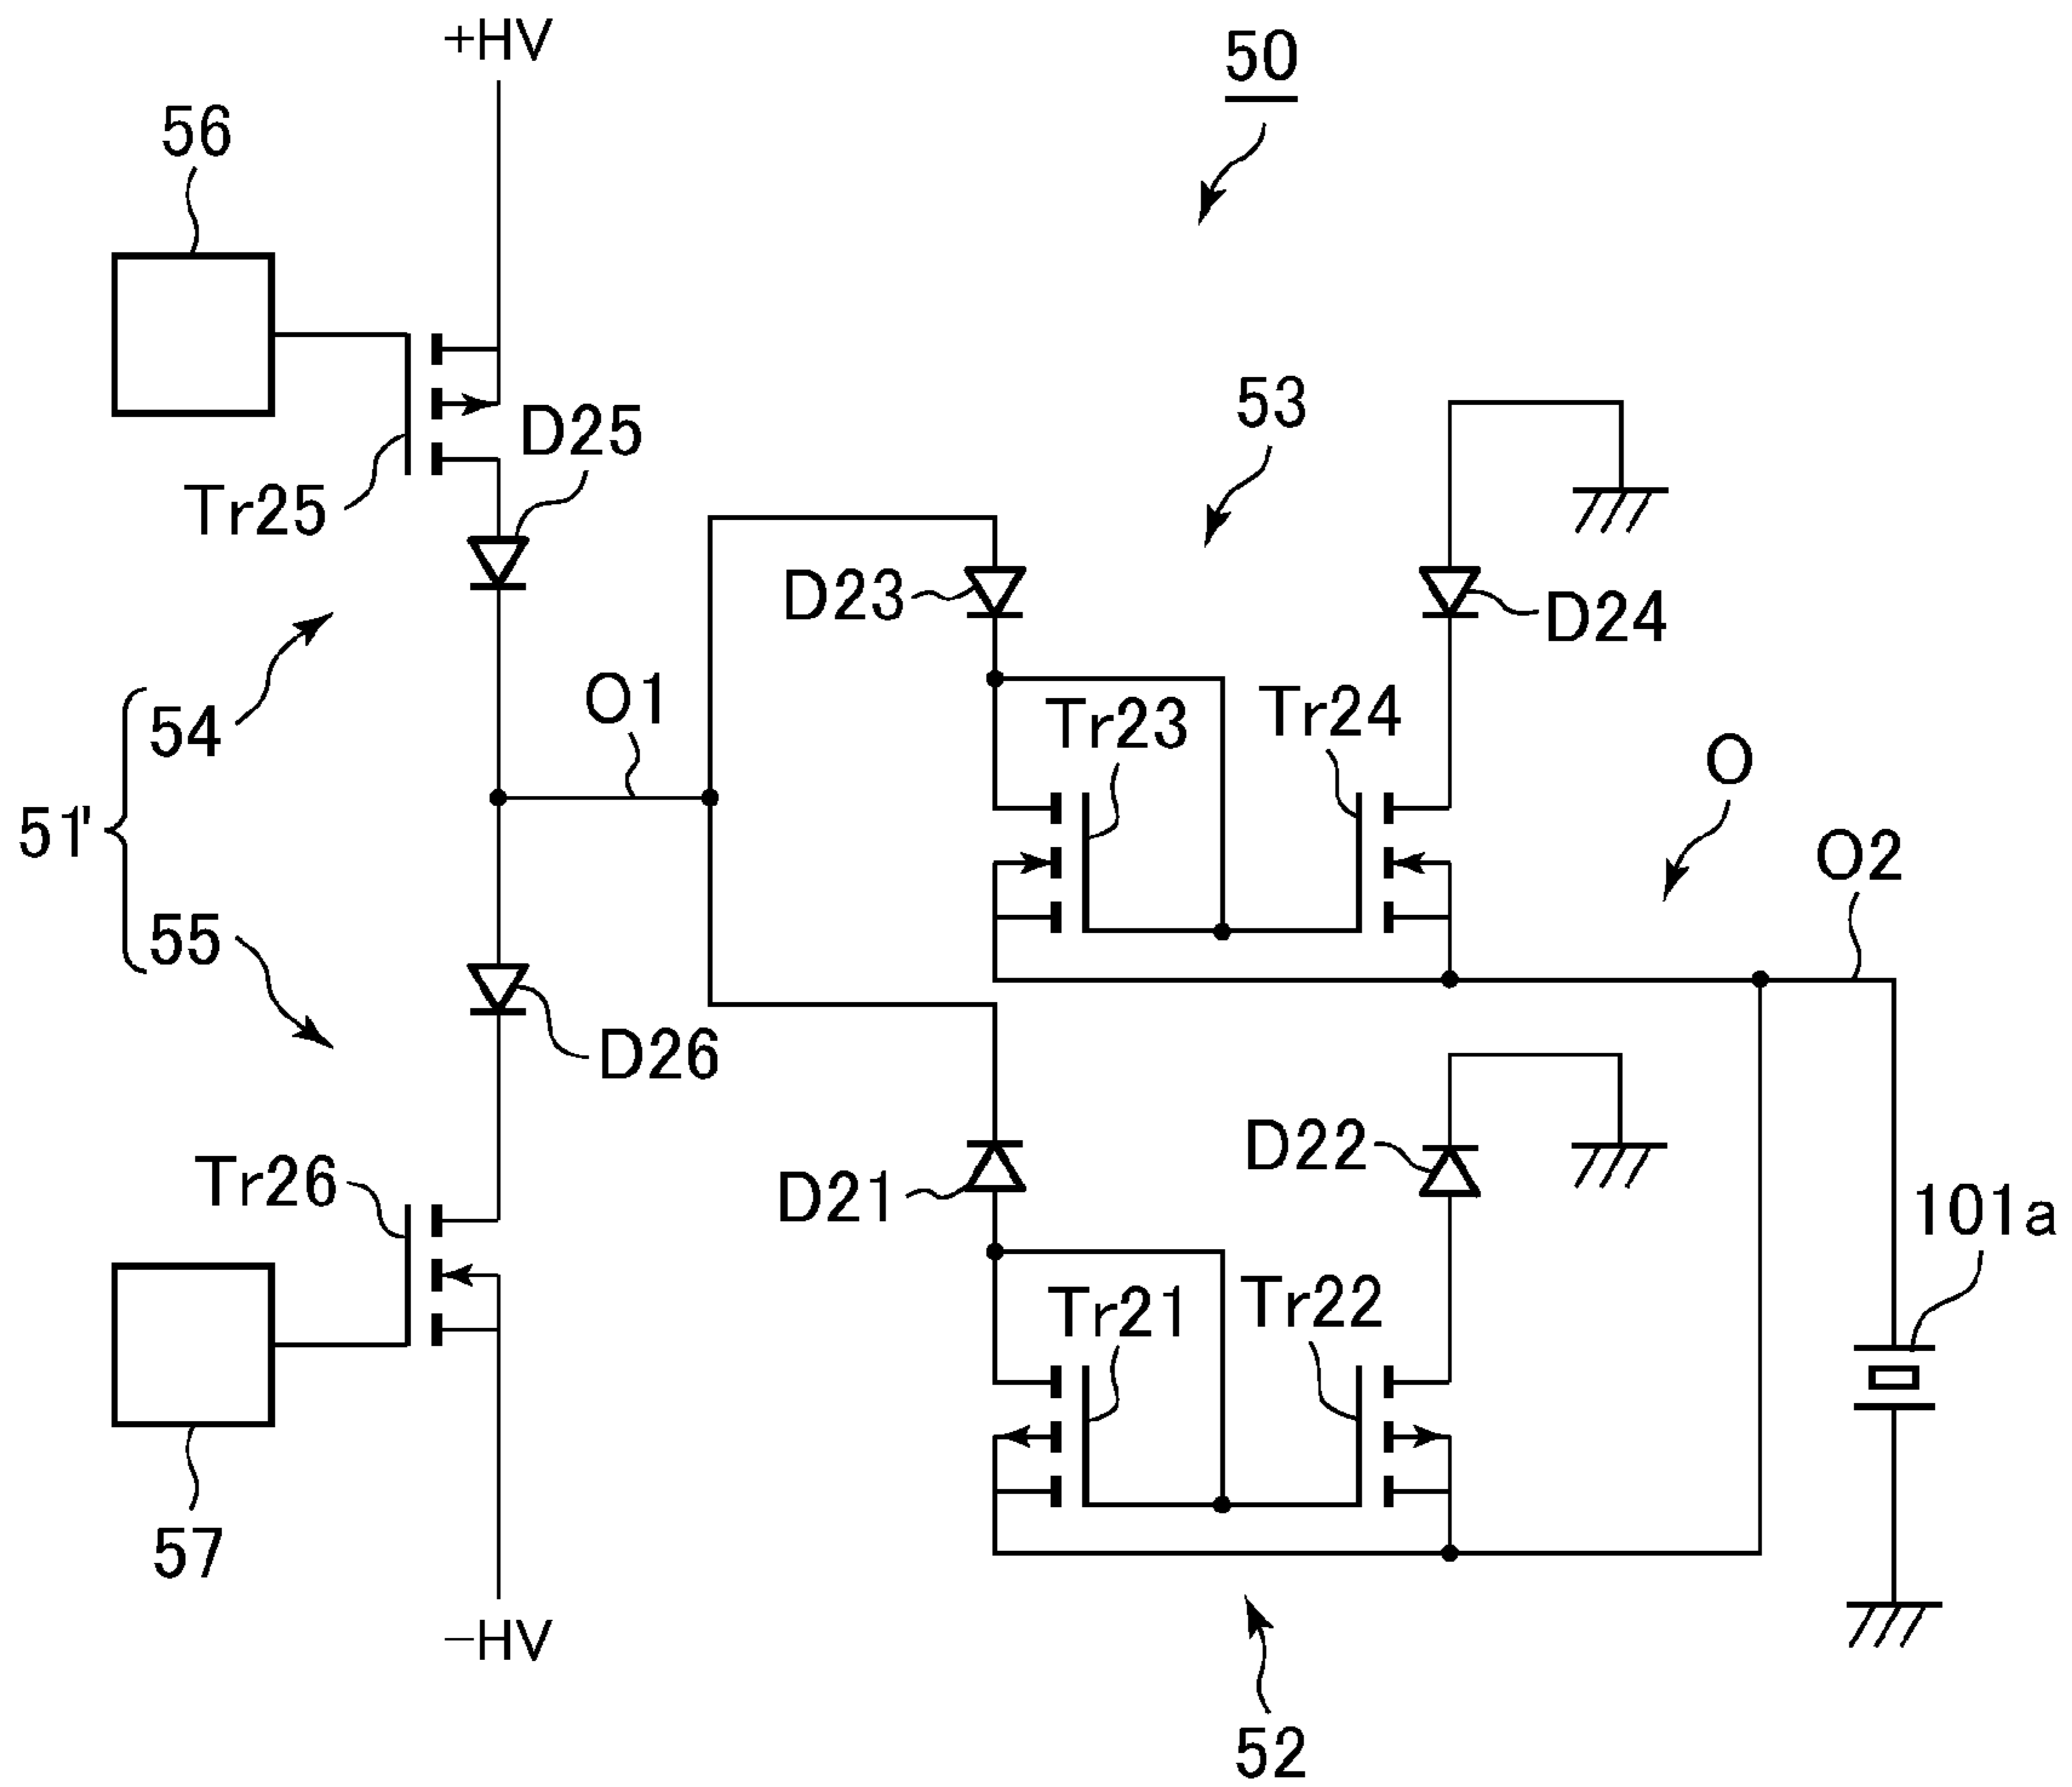 +HV
50
56
53
D25
Tr25
D23
D24
O1
Tr23
Tr24
54
O
51'
O2
55
D26
D22
Tr26
D21
101a
Tr21
Tr22
57
−HV
52